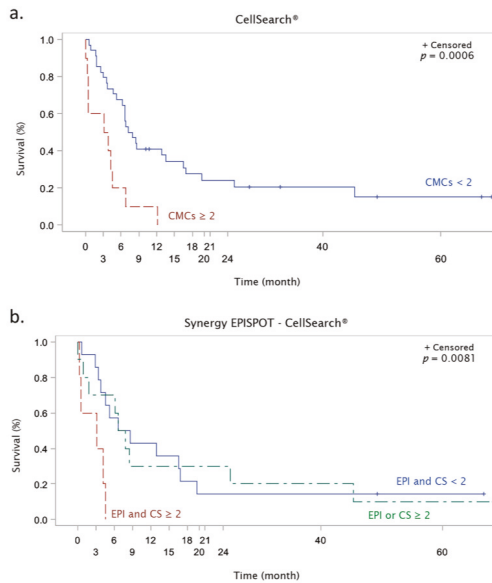 a.
CellSearch®
+ Censored
p = 0.0006
1.0
0.8
0.6
0.4
0.2
0.0
Survival (%)
CMCs < 2
CMCs ≥ 2
0 6 12 18 21 40 60
3 9 15 20 24
Time (month)
b.
Synergy EPISPOT - CellSearch®
+ Censored
p = 0.0081
1.0
0.8
0.6
0.4
0.2
0.0
Survival (%)
EPI and CS < 2
EPI and CS ≥ 2
EPI or CS ≥ 2
0 6 12 18 21 40 60
3 9 15 20 24
Time (month)